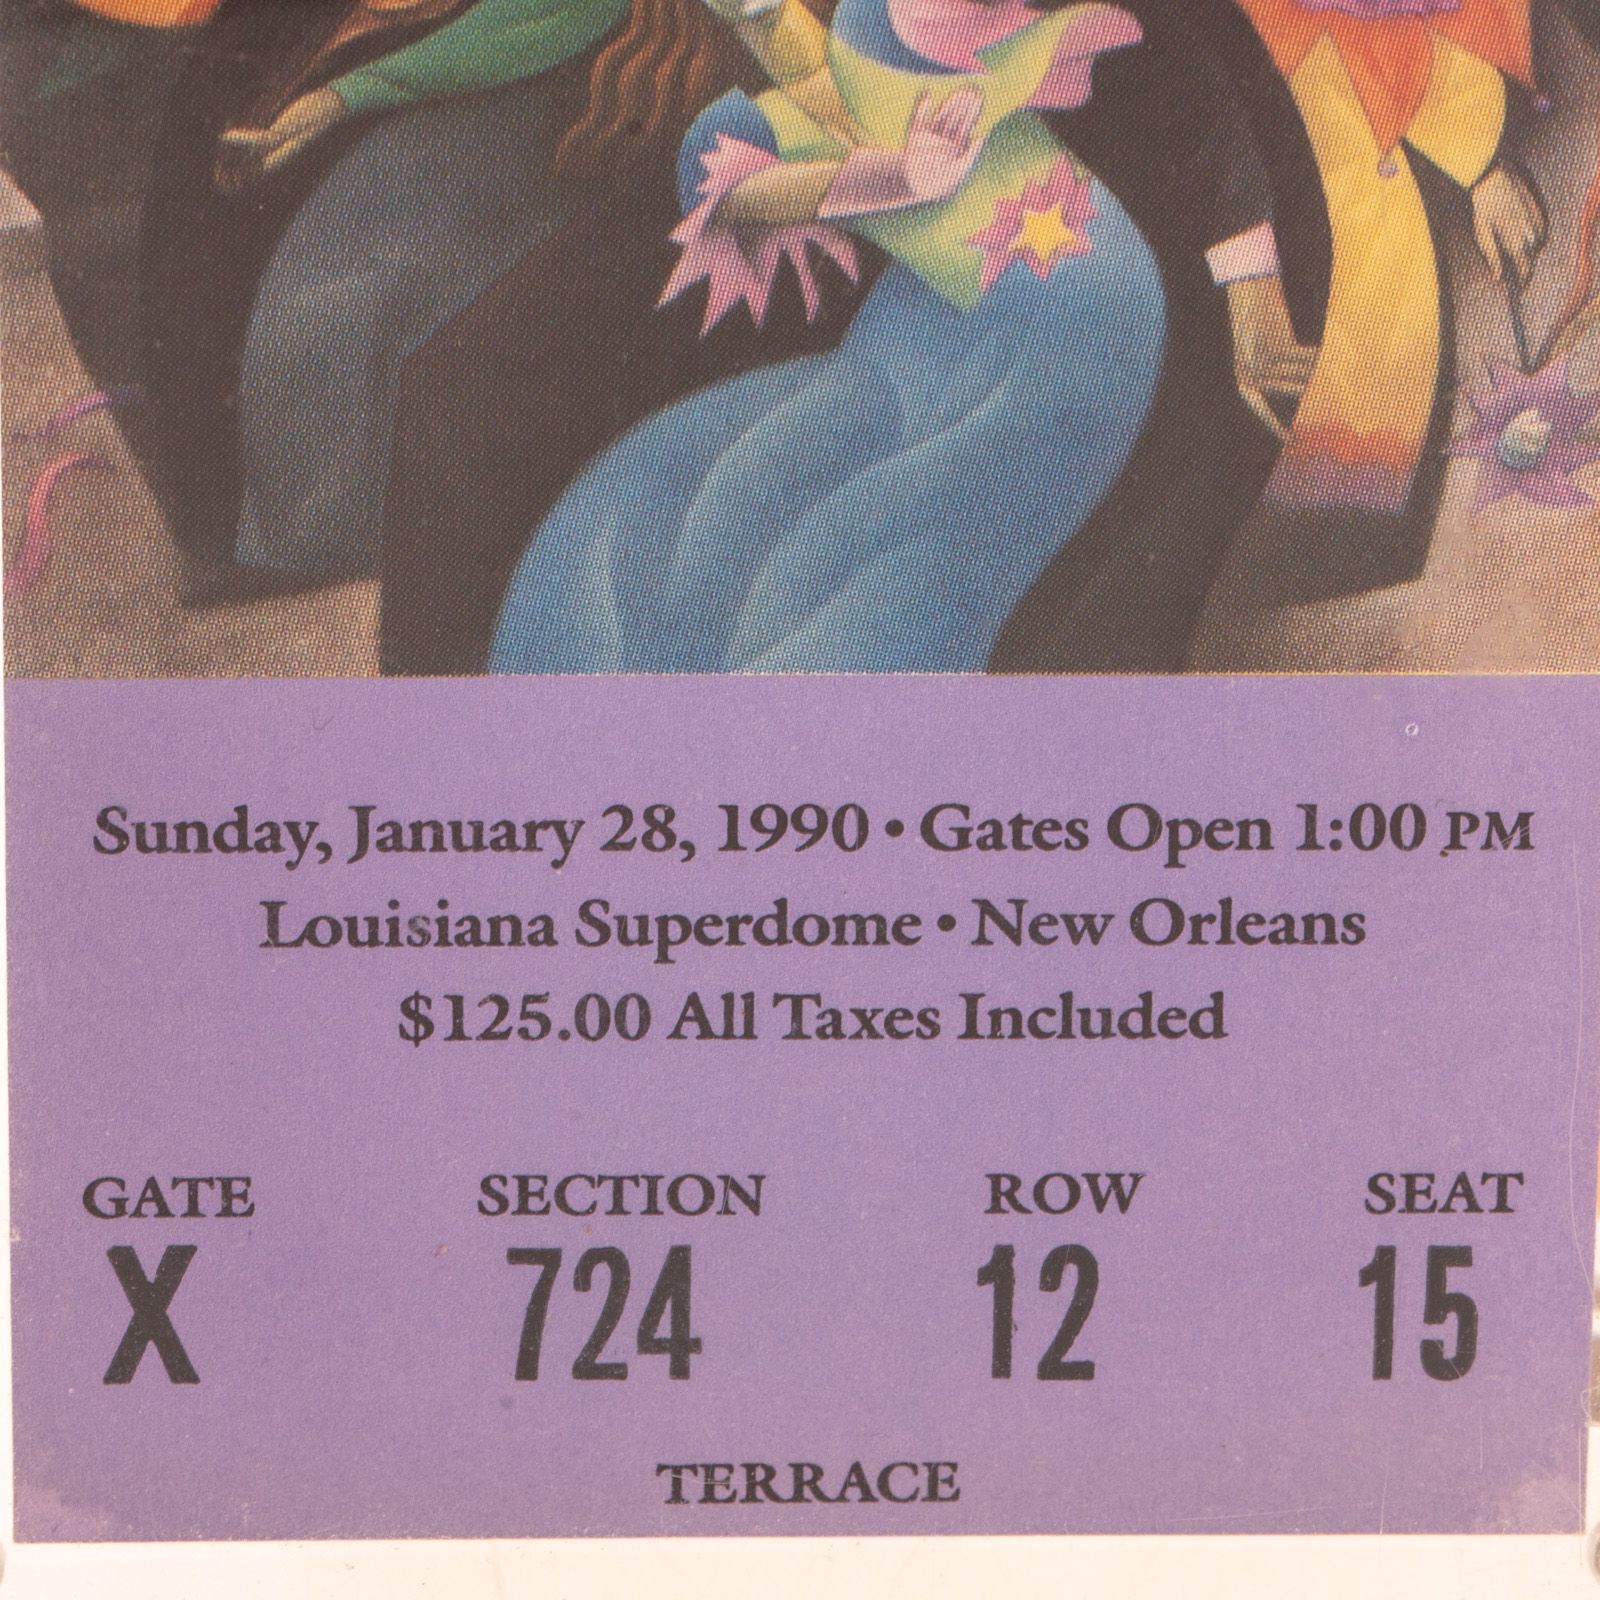 Sunday, January 28, 1990 • Gates Open 1:00 PM
Louisiana Superdome • New Orleans
$125.00 All Taxes Included
GATE SECTION ROW SEAT
X 724 12 15
TERRACE